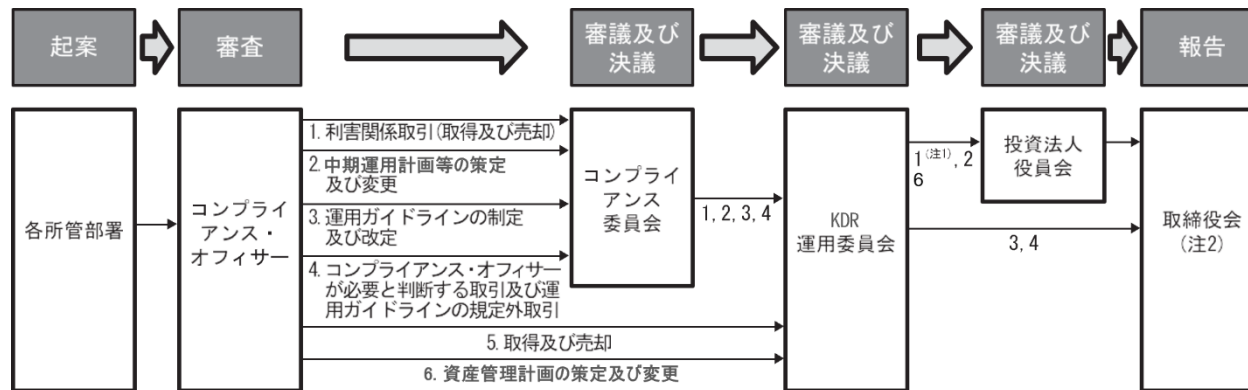 起案
審査
審議及び
決議
審議及び
決議
審議及び
決議
報告
各所管部署
コンプライ
アンス・
オフィサー
1. 利害関係取引(取得及び売却)
2. 中期運用計画等の策定
及び変更
3. 運用ガイドラインの制定
及び改定
4. コンプライアンス・オフィサー
が必要と判断する取引及び運
用ガイドラインの規定外取引
5. 取得及び売却
6. 資産管理計画の策定及び変更
コンプライ
アンス
委員会
1, 2, 3, 4
KDR
運用委員会
1(注1), 2
6
3, 4
投資法人
役員会
取締役会
(注2)